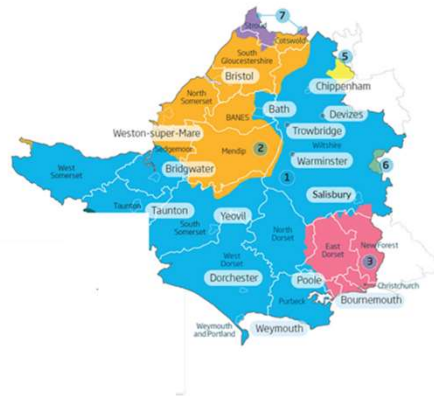 7
Stroud
Cotswold
South
Gloucestershire
5
Bristol
Chippenham
North
Somerset
Bath
Devizes
BANES
Weston-super-Mare
Trowbridge
Sedgemoor
Mendip
2
Wiltshire
Warminster
6
West
Somerset
Bridgwater
1
Salisbury
Taunton
Taunton
Yeovil
South
Somerset
North
Dorset
East
Dorset
New Forest
3
West
Dorset
Dorchester
Poole
Christchurch
Purbeck
Bournemouth
Weymouth
and Portland
Weymouth